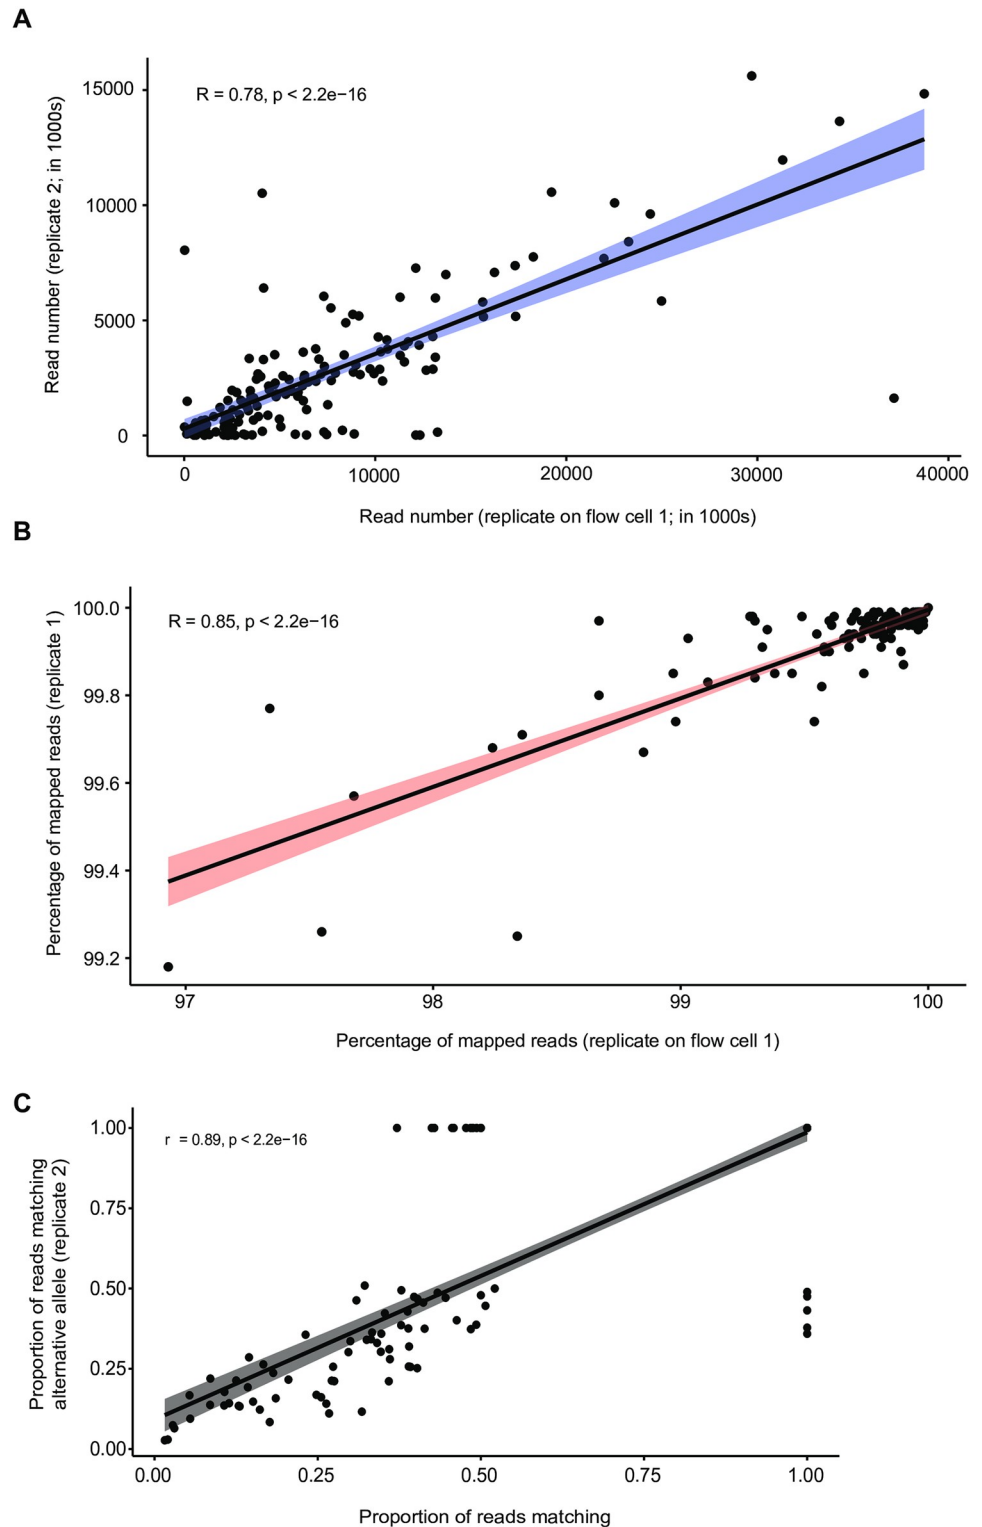 A
R = 0.78, p < 2.2e−16
Read number (replicate 2; in 1000s)
15000
10000
5000
0
0 10000 20000 30000 40000
Read number (replicate on flow cell 1; in 1000s)
B
R = 0.85, p < 2.2e−16
Percentage of mapped reads (replicate 1)
100.0
99.8
99.6
99.4
99.2
97 98 99 100
Percentage of mapped reads (replicate on flow cell 1)
C
r = 0.89, p < 2.2e−16
Proportion of reads matching
alternative allele (replicate 2)
1.00
0.75
0.50
0.25
0.00
0.00 0.25 0.50 0.75 1.00
Proportion of reads matching